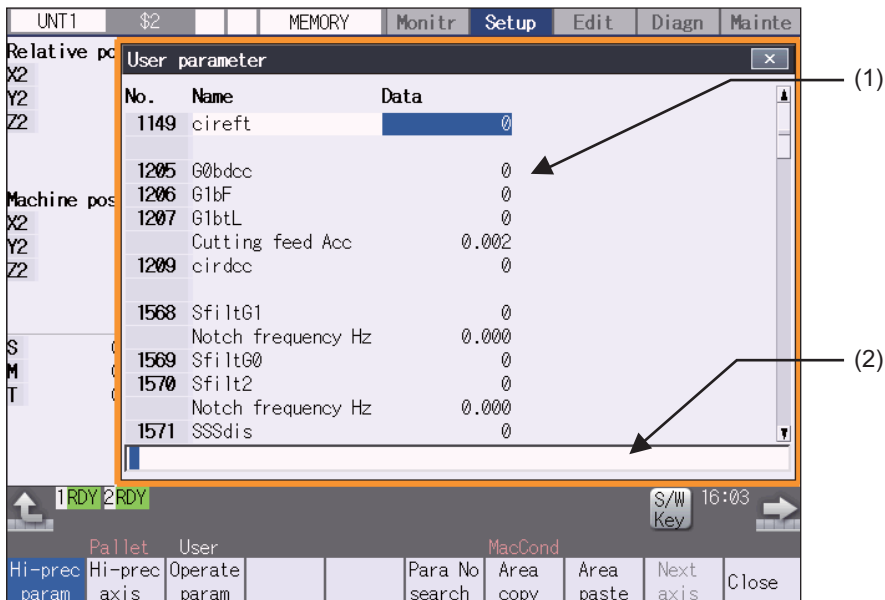 UNT1 $2 MEMORY Monitr Setup Edit Diagn Mainte
Relative po
X2
Y2
Z2
Machine pos
X2
Y2
Z2
S 0
M 0
T 0
User parameter ×
No. Name Data
1149 cireft 0
1205 G0bdcc 0
1206 G1bF 0
1207 G1btL 0
Cutting feed Acc 0.002
1209 cirdcc 0
1568 SfiltG1 0
Notch frequency Hz 0.000
1569 SfiltG0 0
1570 Sfilt2 0
Notch frequency Hz 0.000
1571 SSSdis 0
(1)
(2)
1RDY 2RDY S/W Key 16:03
Pallet User MacCond
Hi-prec param Hi-prec axis Operate param Para No search Area copy Area paste Next axis Close